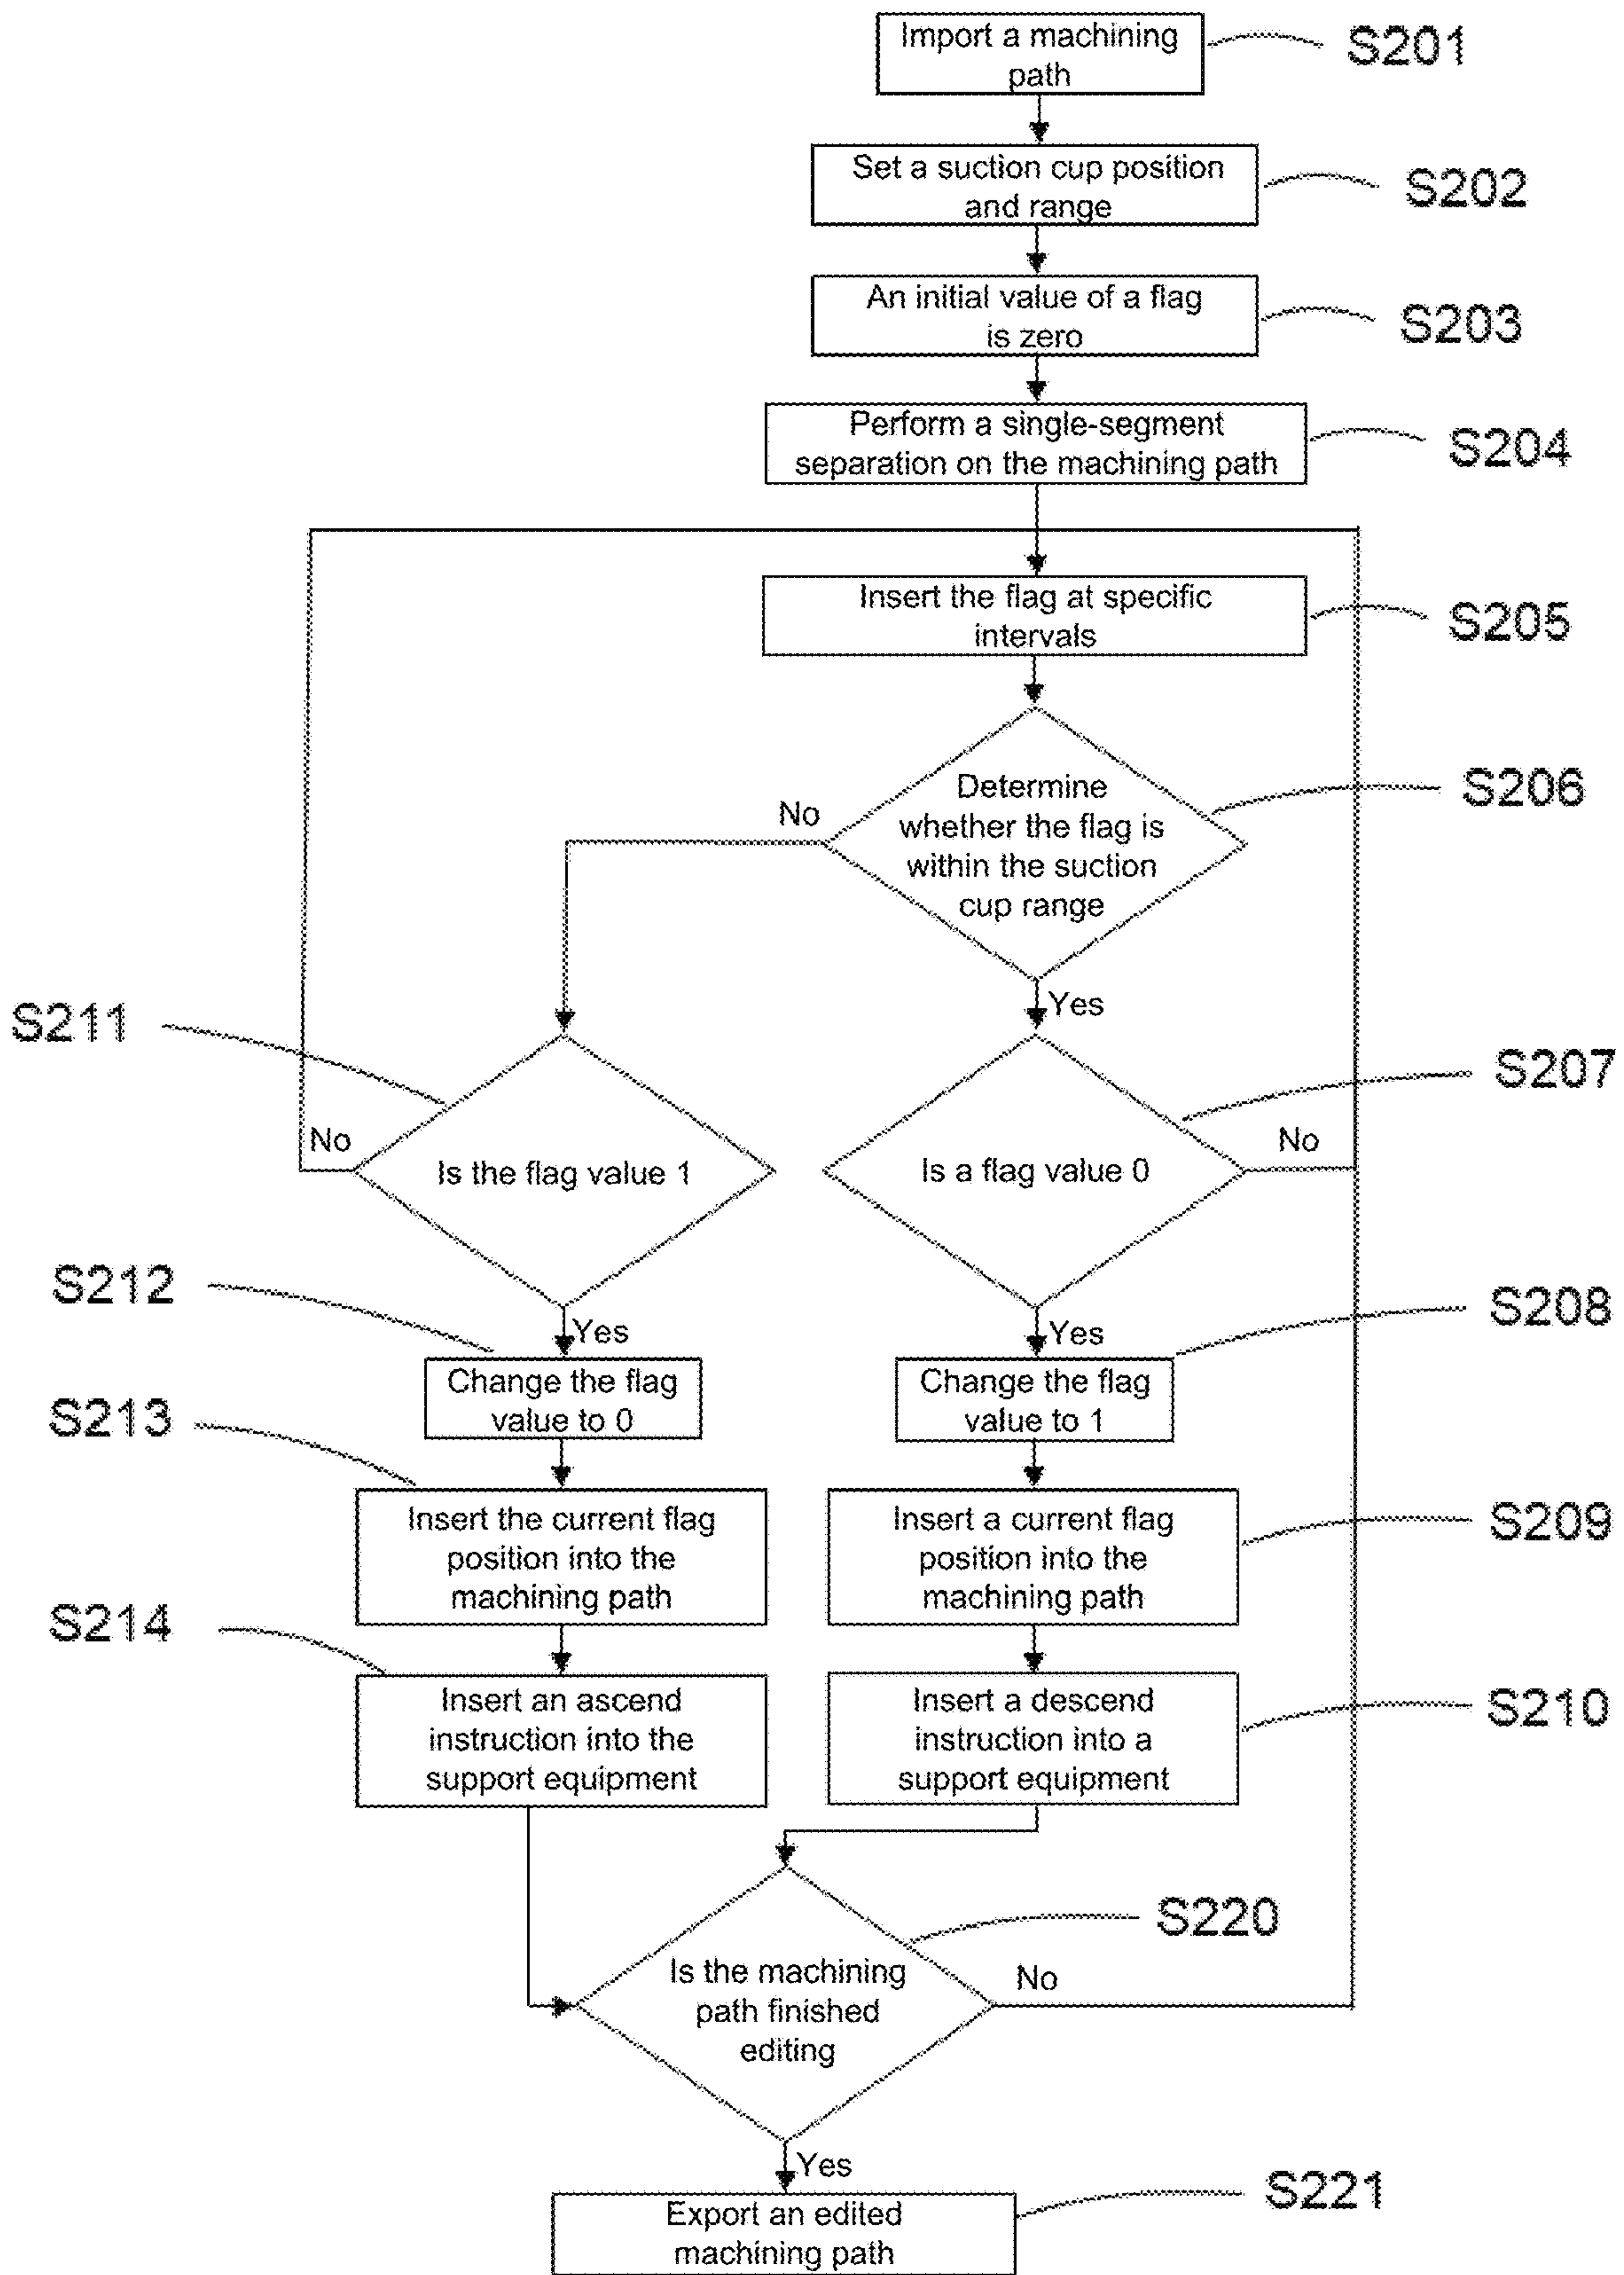 Import a machining
path
S201
Set a suction cup position
and range
S202
An initial value of a flag
is zero
S203
Perform a single-segment
separation on the machining path
S204
Insert the flag at specific
intervals
S205
Determine
whether the flag is
within the suction
cup range
S206
No
Yes
S211
Is the flag value 1
No
Is a flag value 0
S207
No
S212
Yes
Change the flag
value to 0
Yes
Change the flag
value to 1
S208
S213
Insert the current flag
position into the
machining path
Insert a current flag
position into the
machining path
S209
S214
Insert an ascend
instruction into the
support equipment
Insert a descend
instruction into a
support equipment
S210
Is the machining
path finished
editing
S220
No
Yes
Export an edited
machining path
S221